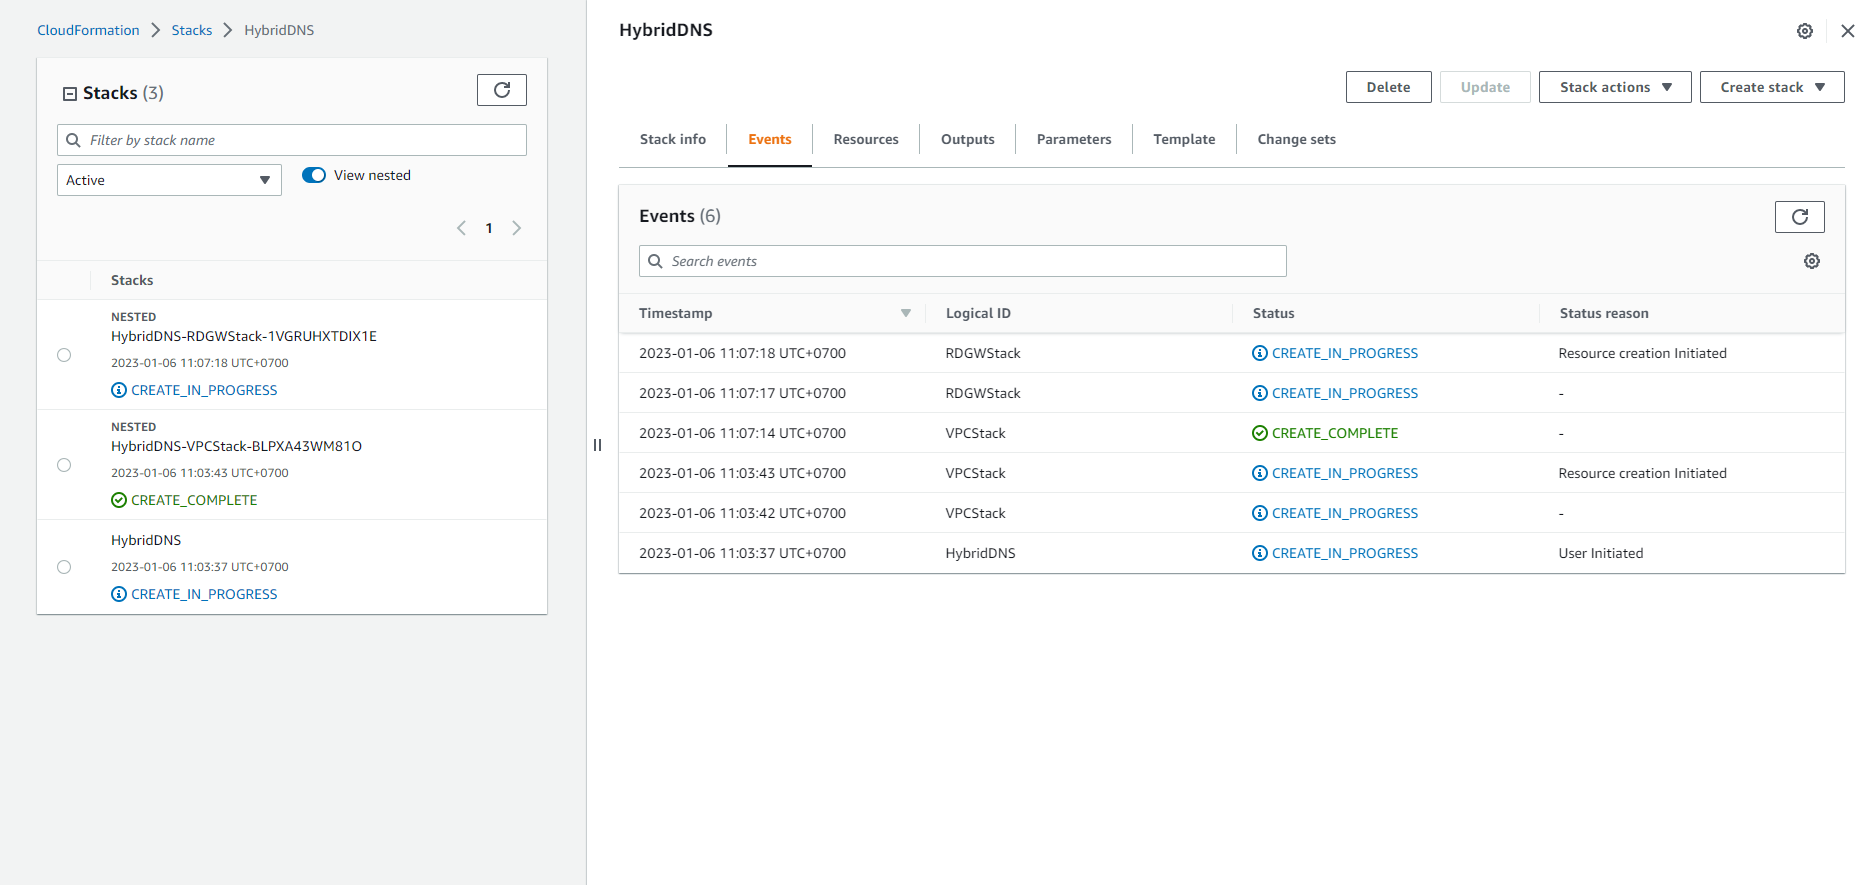 CloudFormation > Stacks > HybridDNS
Stacks (3)
Filter by stack name
Active
View nested
1
Stacks
NESTED
HybridDNS-RDGWStack-1VGRUHXTDIX1E
2023-01-06 11:07:18 UTC+0700
CREATE_IN_PROGRESS
NESTED
HybridDNS-VPCStack-BLPXA43WM81O
2023-01-06 11:03:43 UTC+0700
CREATE_COMPLETE
HybridDNS
2023-01-06 11:03:37 UTC+0700
CREATE_IN_PROGRESS
HybridDNS
Delete Update Stack actions Create stack
Stack info Events Resources Outputs Parameters Template Change sets
Events (6)
Search events
Timestamp Logical ID Status Status reason
2023-01-06 11:07:18 UTC+0700 RDGWStack CREATE_IN_PROGRESS Resource creation Initiated
2023-01-06 11:07:17 UTC+0700 RDGWStack CREATE_IN_PROGRESS -
2023-01-06 11:07:14 UTC+0700 VPCStack CREATE_COMPLETE -
2023-01-06 11:03:43 UTC+0700 VPCStack CREATE_IN_PROGRESS Resource creation Initiated
2023-01-06 11:03:42 UTC+0700 VPCStack CREATE_IN_PROGRESS -
2023-01-06 11:03:37 UTC+0700 HybridDNS CREATE_IN_PROGRESS User Initiated